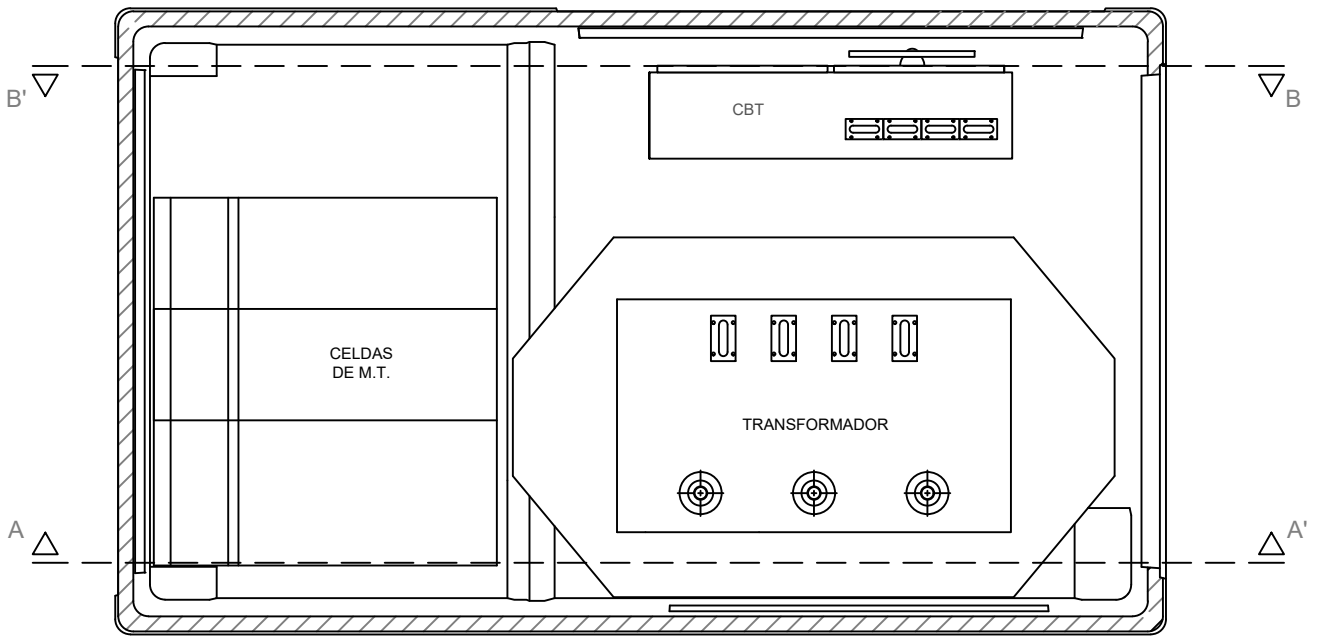 B'
B
CBT
CELDAS
DE M.T.
TRANSFORMADOR
A
A'